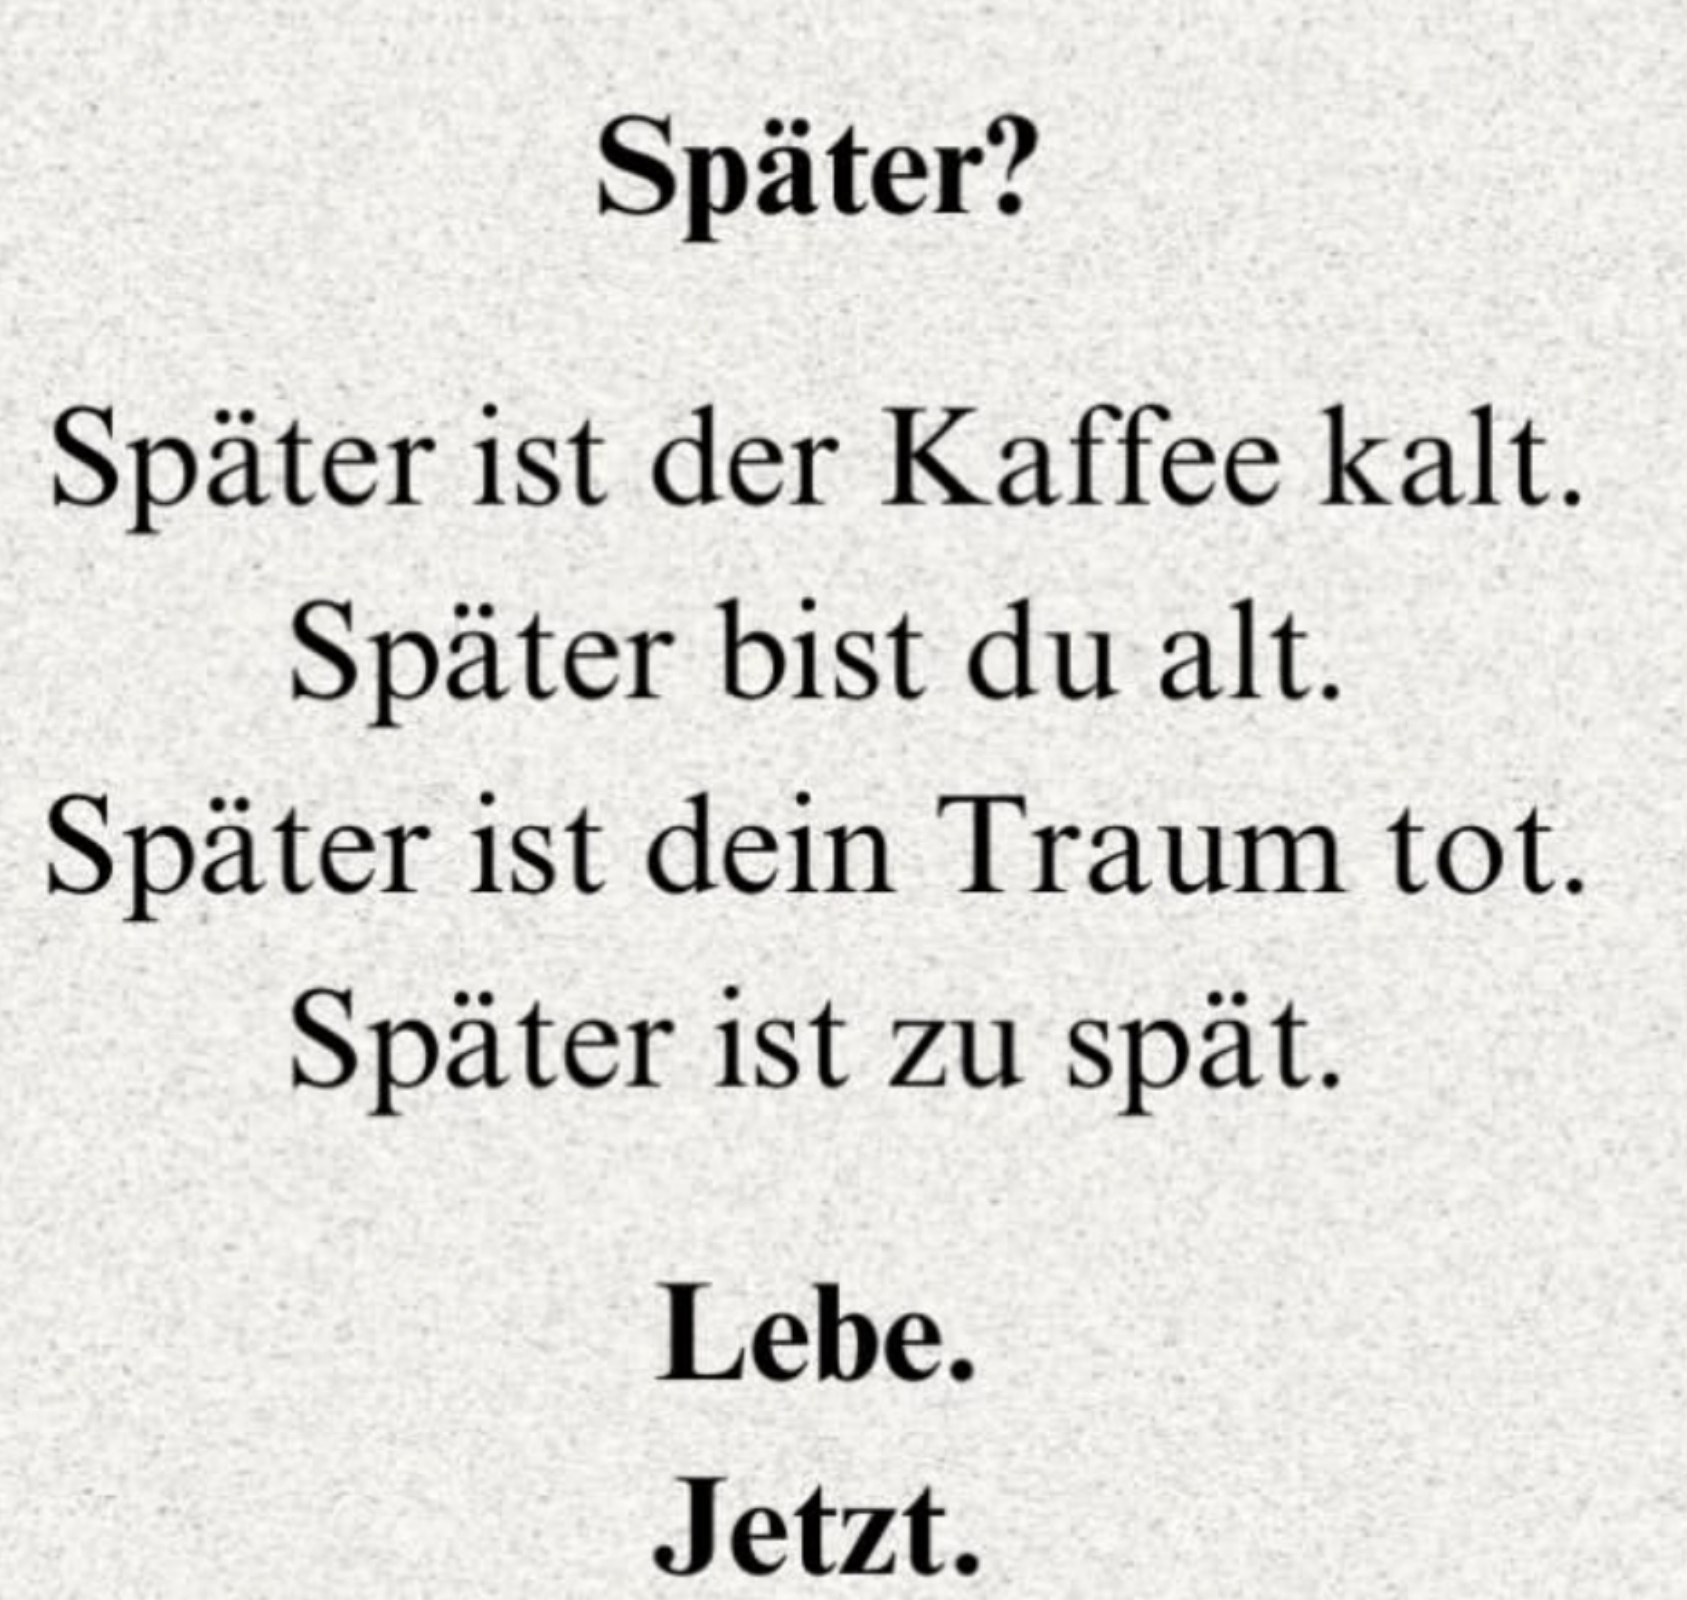 Später?
Später ist der Kaffee kalt.
Später bist du alt.
Später ist dein Traum tot.
Später ist zu spät.
Lebe.
Jetzt.